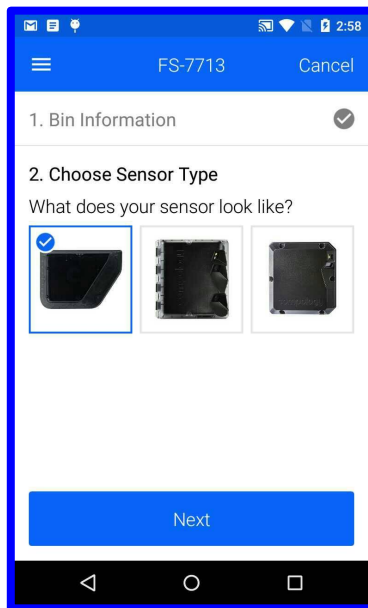 2:58
FS-7713
Cancel
1. Bin Information
2. Choose Sensor Type
What does your sensor look like?
Next